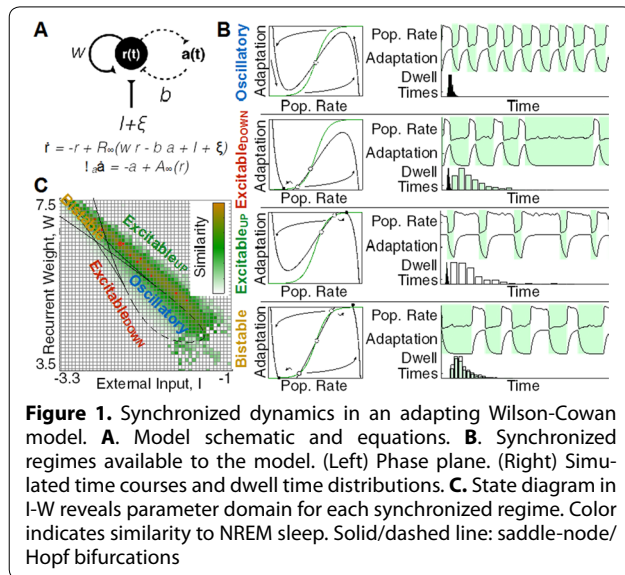 A
w
r(t)
a(t)
b
I+ξ
ṙ = -r + R∞(w r - b a + I + ξ)
!ₐȧ = -a + A∞(r)
B
Oscillatory
Adaptation
Pop. Rate
Pop. Rate
Adaptation
Dwell
Times
Time
ExcitableDOWN
Adaptation
Pop. Rate
Pop. Rate
Adaptation
Dwell
Times
Time
ExcitableUP
Adaptation
Pop. Rate
Pop. Rate
Adaptation
Dwell
Times
Time
Bistable
Adaptation
Pop. Rate
Pop. Rate
Adaptation
Dwell
Times
Time
C
7.5
3.5
Recurrent Weight, W
Bistable
ExcitableUP
Oscillatory
ExcitableDOWN
Similarity
-3.3
External Input, I
-1
Figure 1. Synchronized dynamics in an adapting Wilson-Cowan
model. A. Model schematic and equations. B. Synchronized
regimes available to the model. (Left) Phase plane. (Right) Simu-
lated time courses and dwell time distributions. C. State diagram in
I-W reveals parameter domain for each synchronized regime. Color
indicates similarity to NREM sleep. Solid/dashed line: saddle-node/
Hopf bifurcations